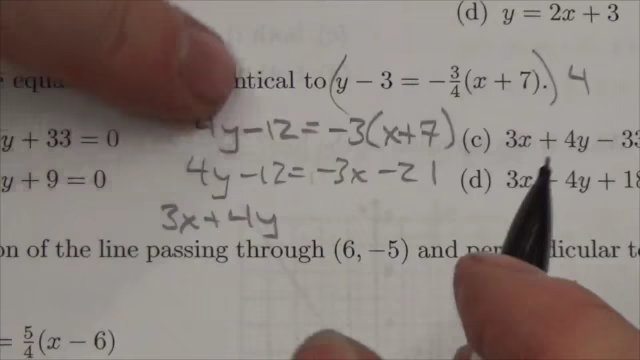 (d) y = 2x + 3
equa ntical to (y − 3 = −3/4(x + 7).) 4
y + 33 = 0
4y − 12 = −3(x + 7)
(c) 3x + 4y − 33
4y − 12 = −3x − 21
y + 9 = 0
(d) 3x 4y + 18
3x + 4y
on of the line passing through (6, −5) and per dicular to
= 5/4(x − 6)